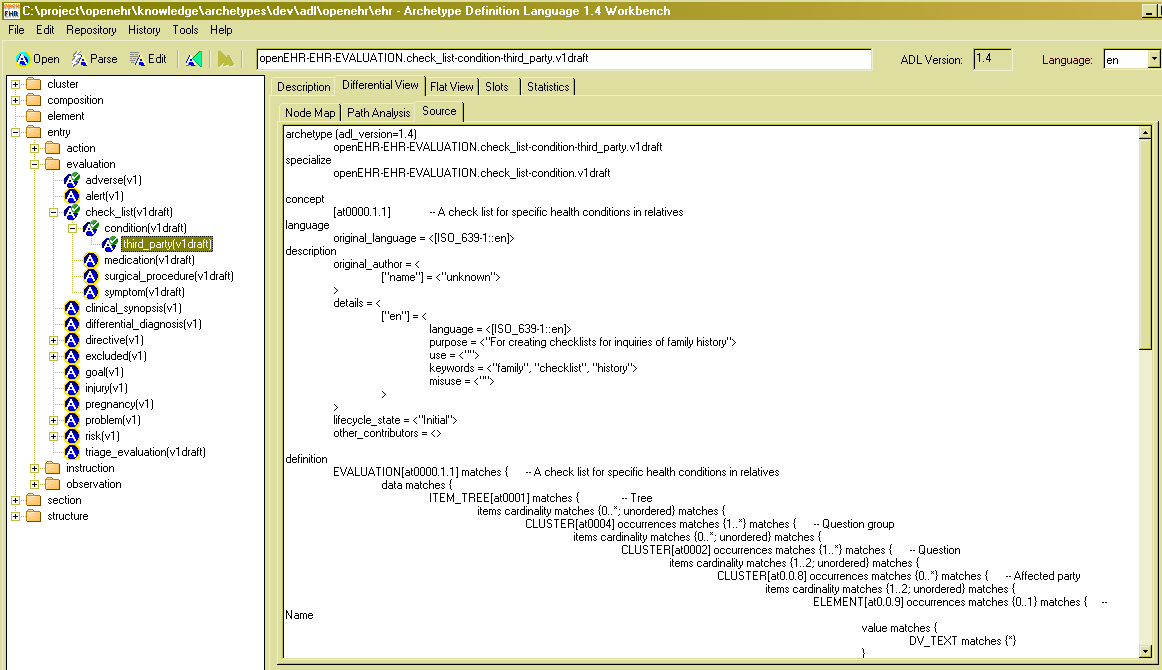 C:\project\openehr\knowledge\archetypes\dev\adl\openehr\ehr - Archetype Definition Language 1.4 Workbench
File Edit Repository History Tools Help
Open Parse Edit openEHR-EHR-EVALUATION.check_list-condition-third_party.v1draft ADL Version: 1.4 Language: en
cluster
composition
element
entry
action
evaluation
adverse(v1)
alert(v1)
check_list(v1draft)
condition(v1draft)
third_party(v1draft)
medication(v1draft)
surgical_procedure(v1draft)
symptom(v1draft)
clinical_synopsis(v1)
differential_diagnosis(v1)
directive(v1)
excluded(v1)
goal(v1)
injury(v1)
pregnancy(v1)
problem(v1)
risk(v1)
triage_evaluation(v1draft)
instruction
observation
section
structure
Description Differential View Flat View Slots Statistics
Node Map Path Analysis Source
archetype (adl_version=1.4)
openEHR-EHR-EVALUATION.check_list-condition-third_party.v1draft
specialize
openEHR-EHR-EVALUATION.check_list-condition.v1draft
concept
[at0000.1.1] -- A check list for specific health conditions in relatives
language
original_language = <[ISO_639-1::en]>
description
original_author = <
["name"] = <"unknown">
>
details = <
["en"] = <
language = <[ISO_639-1::en]>
purpose = <"For creating checklists for inquiries of family history">
use = <"">
keywords = <"family", "checklist", "history">
misuse = <"">
>
>
lifecycle_state = <"Initial">
other_contributors = <>
definition
EVALUATION[at0000.1.1] matches { -- A check list for specific health conditions in relatives
data matches {
ITEM_TREE[at0001] matches { -- Tree
items cardinality matches {0..*; unordered} matches {
CLUSTER[at0004] occurrences matches {1..*} matches { -- Question group
items cardinality matches {0..*; unordered} matches {
CLUSTER[at0002] occurrences matches {1..*} matches { -- Question
items cardinality matches {1..2; unordered} matches {
CLUSTER[at0.0.8] occurrences matches {0..*} matches { -- Affected party
items cardinality matches {1..2; unordered} matches {
ELEMENT[at0.0.9] occurrences matches {0..1} matches { --
Name
value matches {
DV_TEXT matches {*}
}